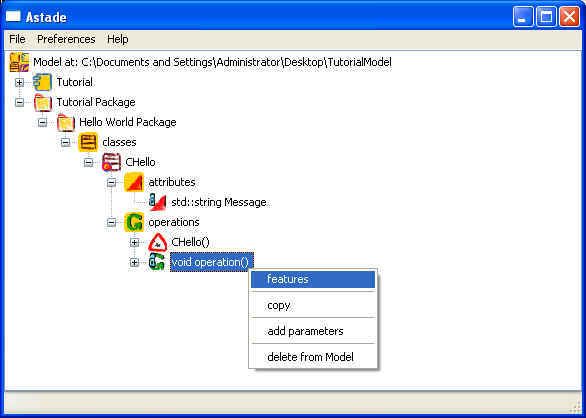 Astade
File Preferences Help
Model at: C:\Documents and Settings\Administrator\Desktop\TutorialModel
Tutorial
Tutorial Package
Hello World Package
classes
CHello
attributes
std::string Message
operations
CHello()
void operation()
features
copy
add parameters
delete from Model